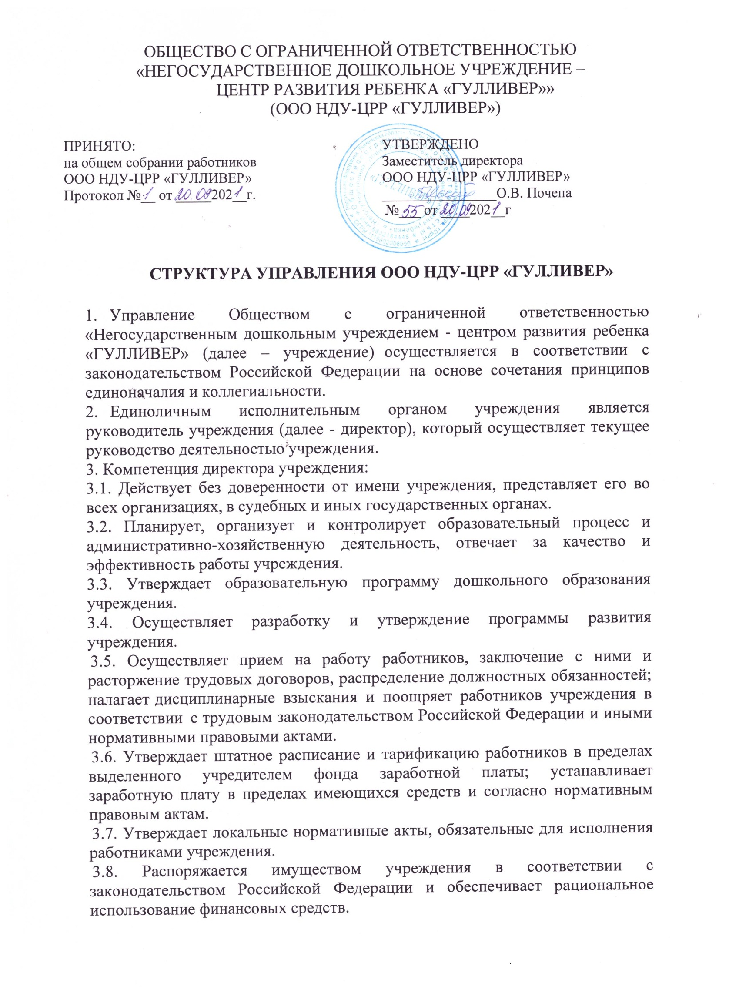 ОБЩЕСТВО С ОГРАНИЧЕННОЙ ОТВЕТСТВЕННОСТЬЮ
«НЕГОСУДАРСТВЕННОЕ ДОШКОЛЬНОЕ УЧРЕЖДЕНИЕ –
ЦЕНТР РАЗВИТИЯ РЕБЕНКА «ГУЛЛИВЕР»»
(ООО НДУ-ЦРР «ГУЛЛИВЕР»)
ПРИНЯТО:
на общем собрании работников
ООО НДУ-ЦРР «ГУЛЛИВЕР»
Протокол № 1 от 20.09 2021 г.
УТВЕРЖДЕНО
Заместитель директора
ООО НДУ-ЦРР «ГУЛЛИВЕР»
О.В. Почепа
№ 55 от 20.09 2021 г
«ГУЛЛИВЕР»
СТРУКТУРА УПРАВЛЕНИЯ ООО НДУ-ЦРР «ГУЛЛИВЕР»
1. Управление Обществом с ограниченной ответственностью
«Негосударственным дошкольным учреждением - центром развития ребенка
«ГУЛЛИВЕР» (далее – учреждение) осуществляется в соответствии с
законодательством Российской Федерации на основе сочетания принципов
единоначалия и коллегиальности.
2. Единоличным исполнительным органом учреждения является
руководитель учреждения (далее - директор), который осуществляет текущее
руководство деятельностью учреждения.
3. Компетенция директора учреждения:
3.1. Действует без доверенности от имени учреждения, представляет его во
всех организациях, в судебных и иных государственных органах.
3.2. Планирует, организует и контролирует образовательный процесс и
административно-хозяйственную деятельность, отвечает за качество и
эффективность работы учреждения.
3.3. Утверждает образовательную программу дошкольного образования
учреждения.
3.4. Осуществляет разработку и утверждение программы развития
учреждения.
3.5. Осуществляет прием на работу работников, заключение с ними и
расторжение трудовых договоров, распределение должностных обязанностей;
налагает дисциплинарные взыскания и поощряет работников учреждения в
соответствии с трудовым законодательством Российской Федерации и иными
нормативными правовыми актами.
3.6. Утверждает штатное расписание и тарификацию работников в пределах
выделенного учредителем фонда заработной платы; устанавливает
заработную плату в пределах имеющихся средств и согласно нормативным
правовым актам.
3.7. Утверждает локальные нормативные акты, обязательные для исполнения
работниками учреждения.
3.8. Распоряжается имуществом учреждения в соответствии с
законодательством Российской Федерации и обеспечивает рациональное
использование финансовых средств.